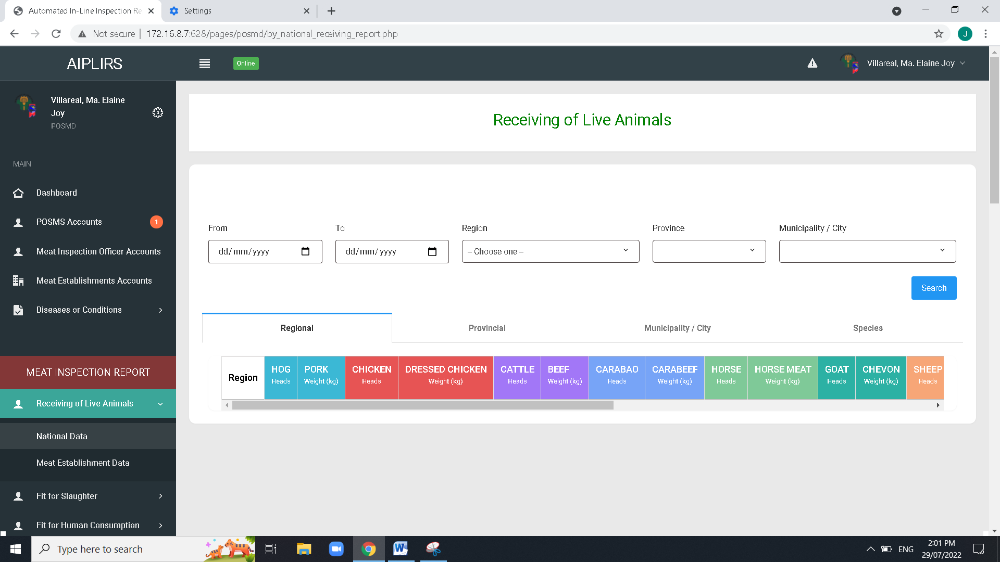 Automated In-Line Inspection Re
Settings
Not secure
172.16.8.7:628/pages/posmd/by_national_receiving_report.php
J
AIPLIRS
Online
Villareal, Ma. Elaine Joy
Villareal, Ma. Elaine
Joy
POSMD
MAIN
Dashboard
POSMS Accounts
1
Meat Inspection Officer Accounts
Meat Establishments Accounts
Diseases or Conditions
MEAT INSPECTION REPORT
Receiving of Live Animals
National Data
Meat Establishment Data
Fit for Slaughter
Fit for Human Consumption
Receiving of Live Animals
From To Region Province Municipality / City
dd/mm/yyyy dd/mm/yyyy -- Choose one --
Search
Regional Provincial Municipality / City Species
Region
HOG PORK CHICKEN DRESSED CHICKEN CATTLE BEEF CARABAO CARABEEF HORSE HORSE MEAT GOAT CHEVON SHEEP
Heads Weight (kg) Heads Weight (kg) Heads Weight (kg) Heads Weight (kg) Heads Weight (kg) Heads Weight (kg) Heads
Type here to search
ENG
2:01 PM
29/07/2022